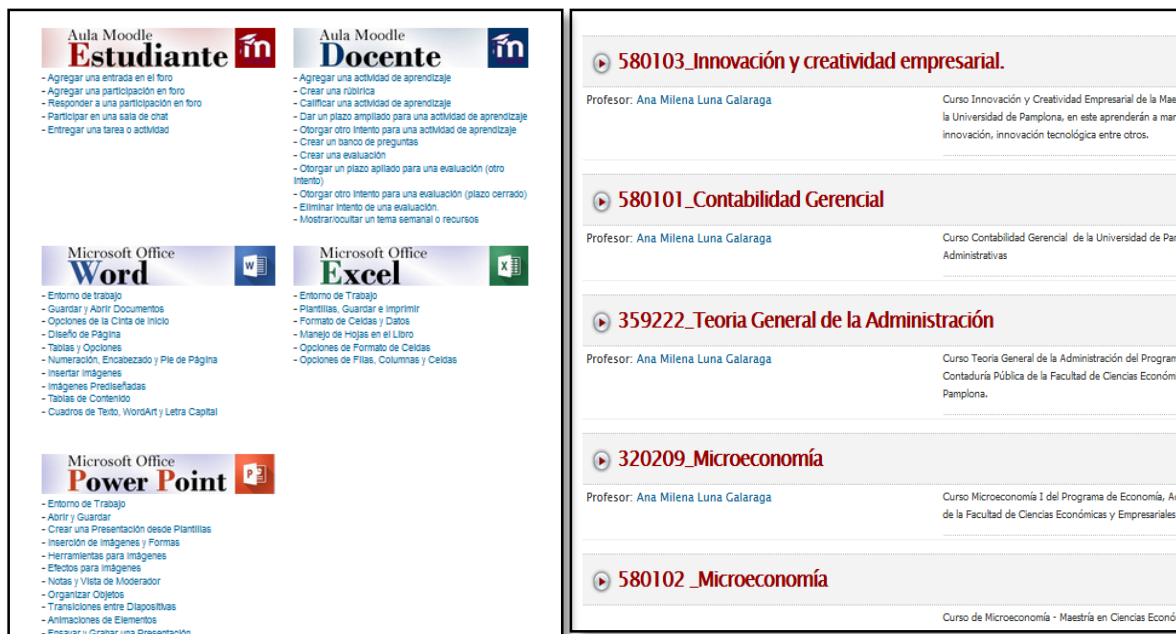 Aula Moodle
Estudiante
- Agregar una entrada en el foro
- Agregar una participación en foro
- Responder a una participación en foro
- Participar en una sala de chat
- Entregar una tarea o actividad
Aula Moodle
Docente
- Agregar una actividad de aprendizaje
- Crear una rúbirica
- Calificar una actividad de aprendizaje
- Dar un plazo ampliado para una actividad de aprendizaje
- Otorgar otro intento para una actividad de aprendizaje
- Crear un banco de preguntas
- Crear una evaluación
- Otorgar un plazo apliado para una evaluación (otro
intento)
- Otorgar otro intento para una evaluación (plazo cerrado)
- Eliminar intento de una evaluación.
- Mostrar/ocultar un tema semanal o recursos
Microsoft Office
Word
- Entorno de trabajo
- Guardar y Abrir Documentos
- Opciones de la Cinta de Inicio
- Diseño de Página
- Tablas y Opciones
- Numeración, Encabezado y Pie de Página
- Insertar Imágenes
- Imágenes Prediseñadas
- Tablas de Contenido
- Cuadros de Texto, WordArt y Letra Capital
Microsoft Office
Excel
- Entorno de Trabajo
- Plantillas, Guardar e Imprimir
- Formato de Celdas y Datos
- Manejo de Hojas en el Libro
- Opciones de Formato de Celdas
- Opciones de Filas, Columnas y Celdas
Microsoft Office
Power Point
- Entorno de Trabajo
- Abrir y Guardar
- Crear una Presentación desde Plantillas
- Inserción de Imágenes y Formas
- Herramientas para Imágenes
- Efectos para Imágenes
- Notas y Vista de Moderador
- Organizar Objetos
- Transiciones entre Diapositivas
- Animaciones de Elementos
- Ensayar y Grabar una Presentación
580103_Innovación y creatividad empresarial.
Profesor: Ana Milena Luna Galaraga
Curso Innovación y Creatividad Empresarial de la Mae
la Universidad de Pamplona, en este aprenderán a mar
innovación, innovación tecnológica entre otros.
580101_Contabilidad Gerencial
Profesor: Ana Milena Luna Galaraga
Curso Contabilidad Gerencial de la Universidad de Pa
Administrativas
359222_Teoria General de la Administración
Profesor: Ana Milena Luna Galaraga
Curso Teoria General de la Administración del Program
Contaduría Pública de la Facultad de Ciencias Económi
Pamplona.
320209_Microeconomía
Profesor: Ana Milena Luna Galaraga
Curso Microeconomía I del Programa de Economía, A
de la Facultad de Ciencias Económicas y Empresariales
580102 _Microeconomía
Curso de Microeconomía - Maestría en Ciencias Econó